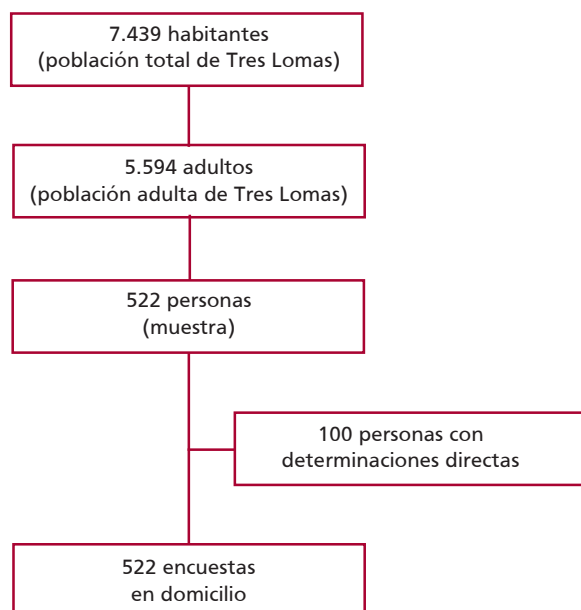 7.439 habitantes
(población total de Tres Lomas)
5.594 adultos
(población adulta de Tres Lomas)
522 personas
(muestra)
100 personas con
determinaciones directas
522 encuestas
en domicilio